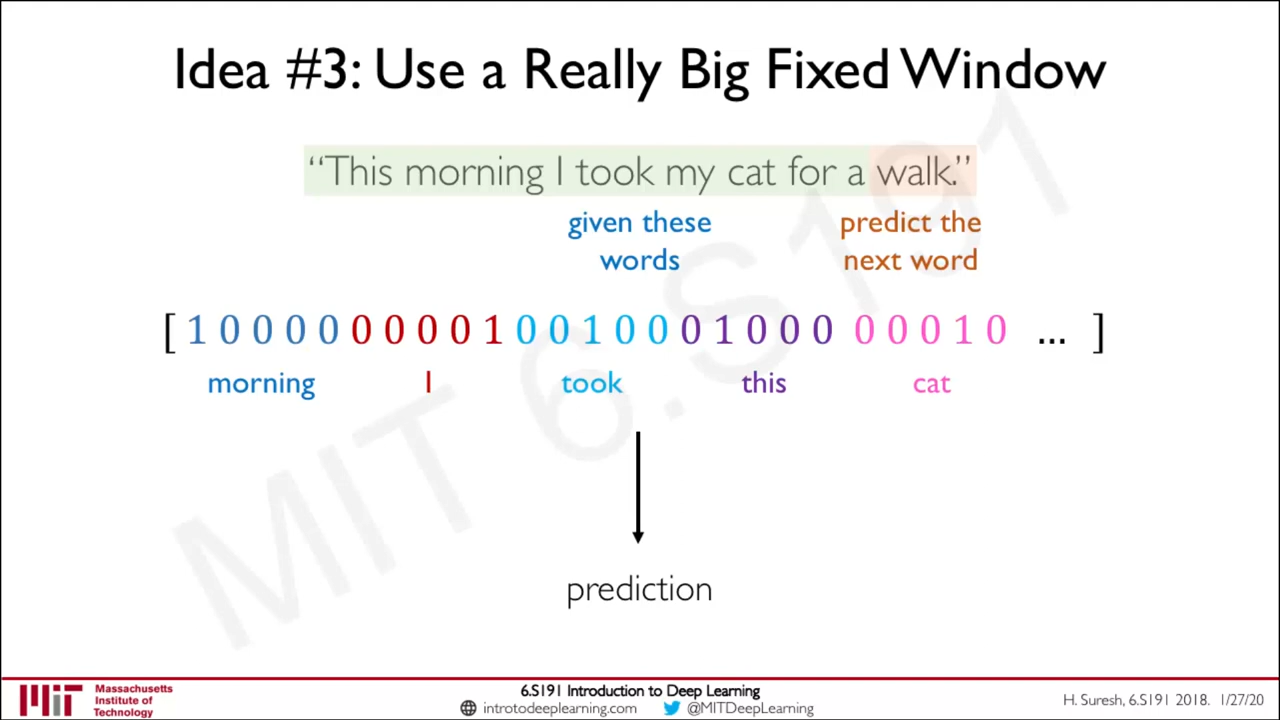 Idea #3: Use a Really Big Fixed Window
“This morning I took my cat for a walk.”
given these
words
predict the
next word
[ 1 0 0 0 0 0 0 0 0 1 0 0 1 0 0 0 1 0 0 0 0 0 0 1 0 … ]
morning I took this cat
prediction
MIT 6.S191
Massachusetts
Institute of
Technology
6.S191 Introduction to Deep Learning
introtodeeplearning.com @MITDeepLearning
H. Suresh, 6.S191 2018. 1/27/20